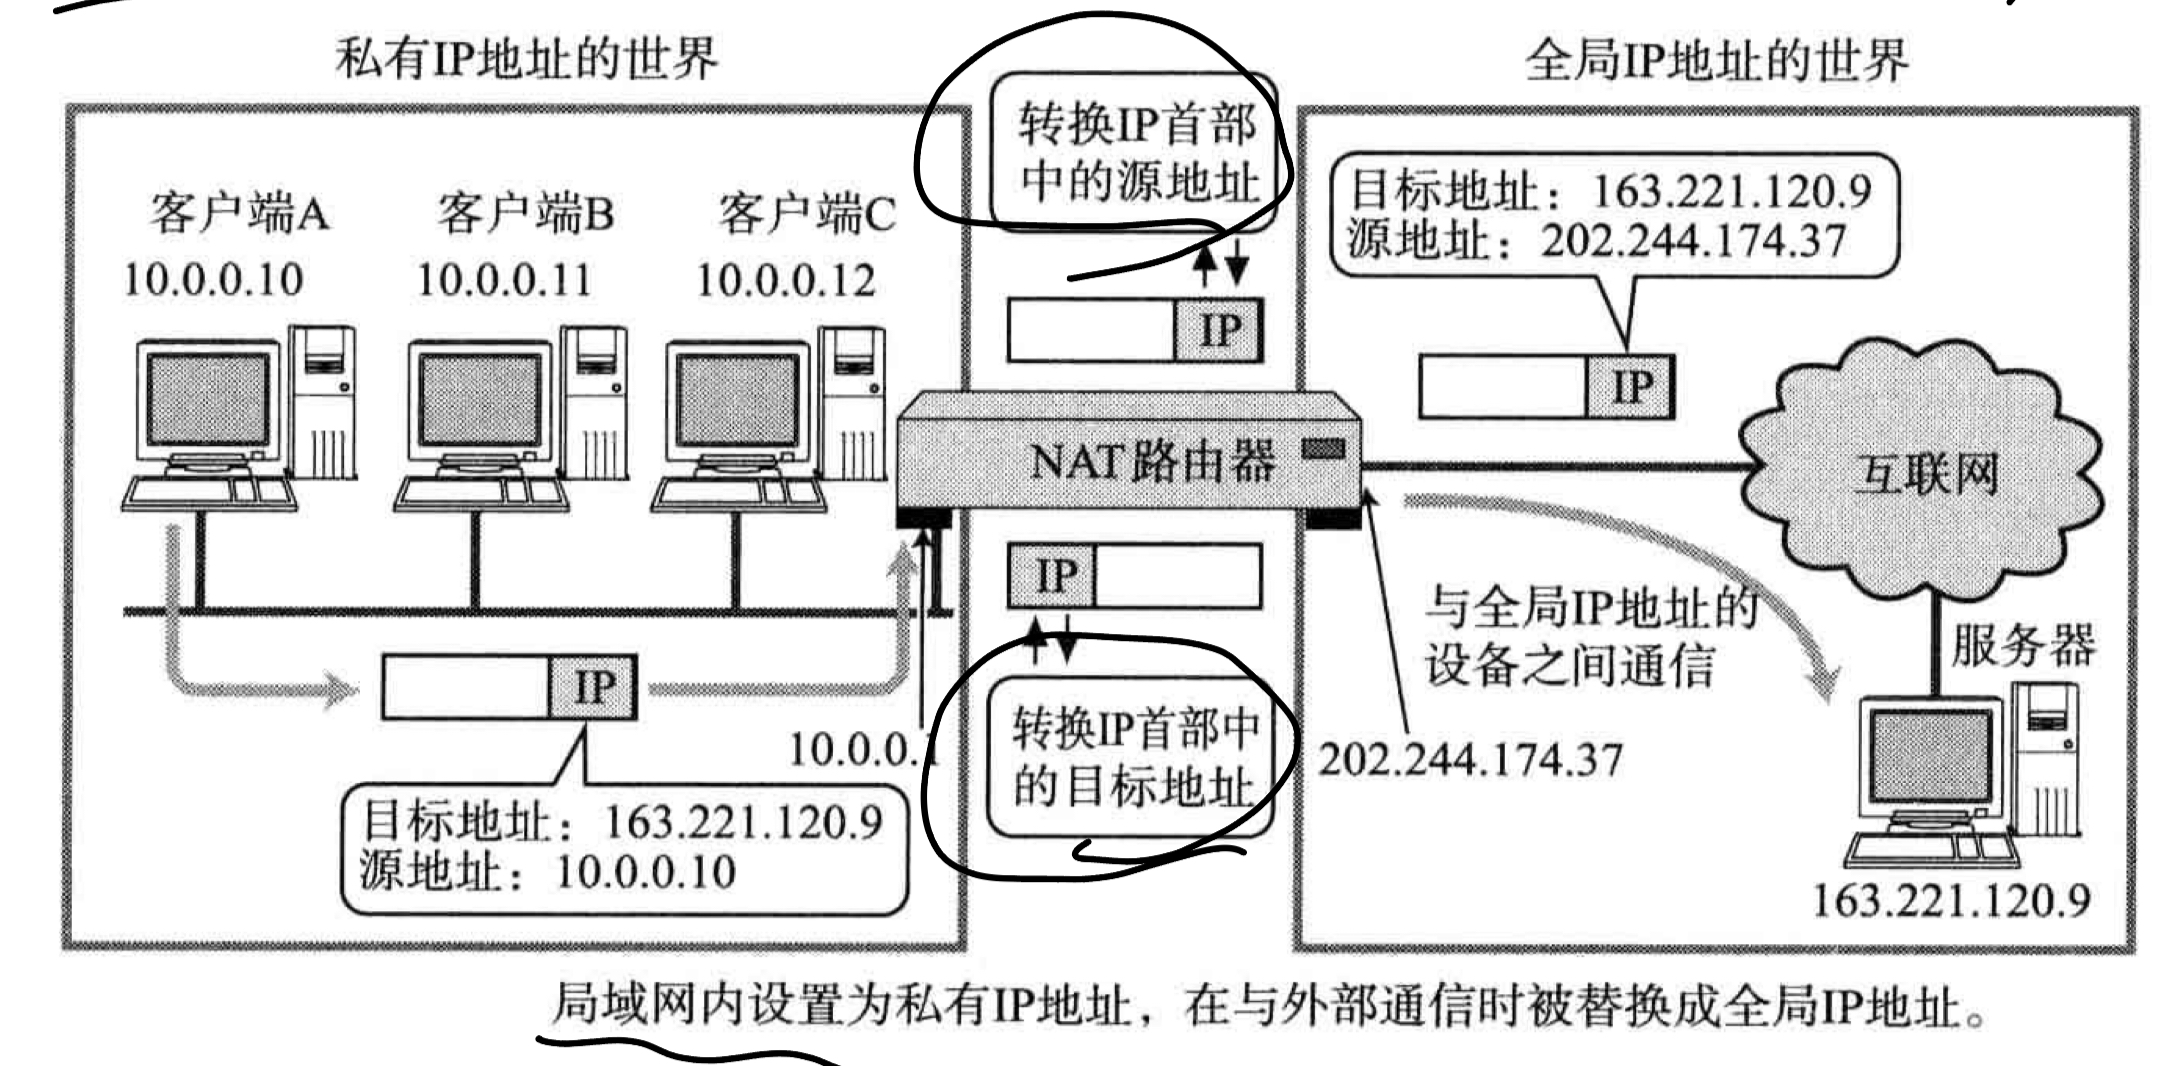 私有IP地址的世界
全局IP地址的世界
转换IP首部
中的源地址
目标地址：163.221.120.9
源地址：202.244.174.37
客户端A
10.0.0.10
客户端B
10.0.0.11
客户端C
10.0.0.12
IP
IP
NAT路由器
互联网
IP
与全局IP地址的
设备之间通信
服务器
IP
10.0.0.1
转换IP首部中
的目标地址
202.244.174.37
目标地址：163.221.120.9
源地址：10.0.0.10
163.221.120.9
局域网内设置为私有IP地址，在与外部通信时被替换成全局IP地址。